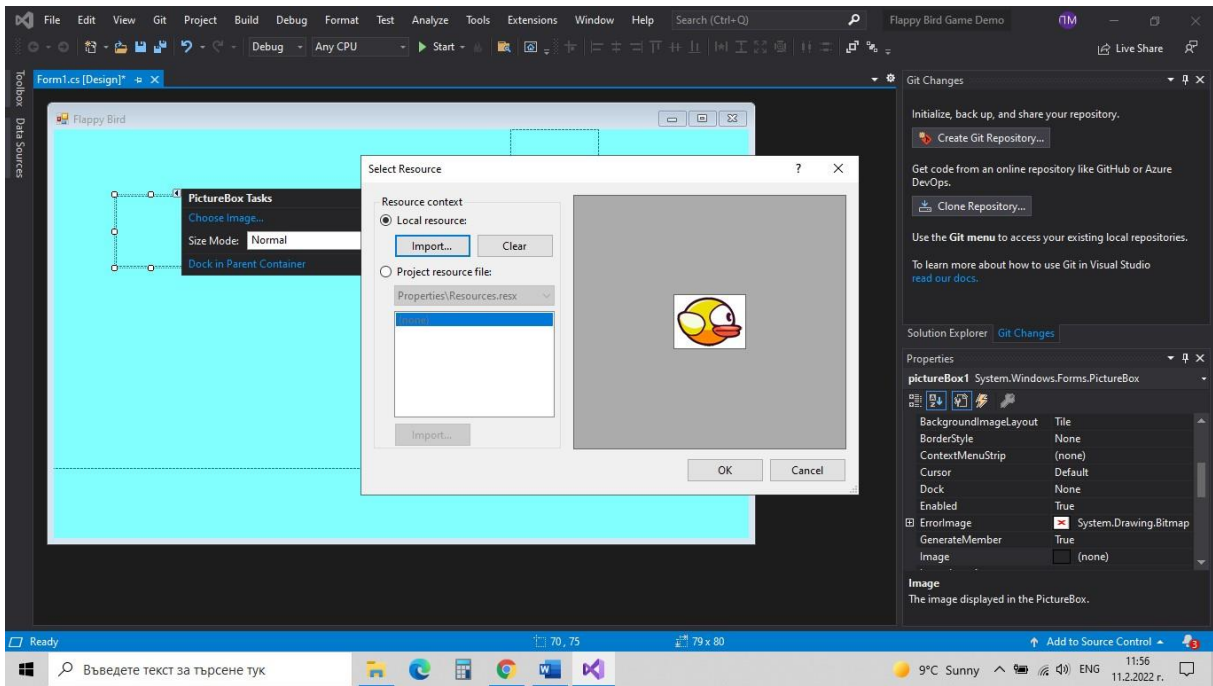 File Edit View Git Project Build Debug Format Test Analyze Tools Extensions Window Help Search (Ctrl+Q) Flappy Bird Game Demo ПМ
Debug Any CPU Start Live Share
Toolbox
Data Sources
Form1.cs [Design]*
Flappy Bird
PictureBox Tasks
Choose Image...
Size Mode: Normal
Dock in Parent Container
Select Resource ?
Resource context
Local resource:
Import... Clear
Project resource file:
Properties\Resources.resx
(none)
Import...
OK Cancel
Git Changes
Initialize, back up, and share your repository.
Create Git Repository...
Get code from an online repository like GitHub or Azure
DevOps.
Clone Repository...
Use the Git menu to access your existing local repositories.
To learn more about how to use Git in Visual Studio
read our docs.
Solution Explorer Git Changes
Properties
pictureBox1 System.Windows.Forms.PictureBox
BackgroundImageLayout Tile
BorderStyle None
ContextMenuStrip (none)
Cursor Default
Dock None
Enabled True
ErrorImage System.Drawing.Bitmap
GenerateMember True
Image (none)
Image
The image displayed in the PictureBox.
Ready 70, 75 79 x 80 Add to Source Control 3
Въведете текст за търсене тук 9°C Sunny ENG 11:56
11.2.2022 г.